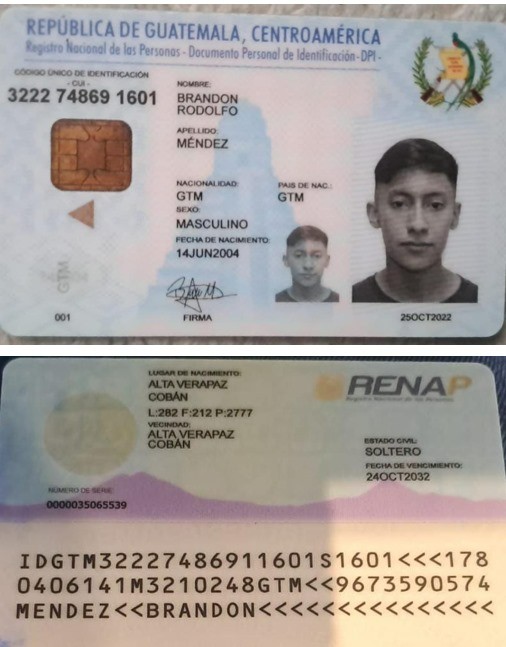 REPÚBLICA DE GUATEMALA, CENTROAMÉRICA
Registro Nacional de las Personas - Documento Personal de Identificación -DPI-
CÓDIGO ÚNICO DE IDENTIFICACIÓN
- CUI -
3222 74869 1601
NOMBRE:
BRANDON
RODOLFO
APELLIDO:
MÉNDEZ
NACIONALIDAD:
GTM
PAIS DE NAC.:
GTM
SEXO:
MASCULINO
FECHA DE NACIMIENTO:
14JUN2004
GTM
001
FIRMA
25OCT2022
LUGAR DE NACIMIENTO:
ALTA VERAPAZ
COBÁN
L:282 F:212 P:2777
VECINDAD:
ALTA VERAPAZ
COBÁN
RENAP
Registro Nacional de las Personas
ESTADO CIVIL:
SOLTERO
FECHA DE VENCIMIENTO:
24OCT2032
NÚMERO DE SERIE:
0000035065539
IDGTM32227486911601S1601<<<178
0406141M3210248GTM<<9673590574
MENDEZ<<BRANDON<<<<<<<<<<<<<<<